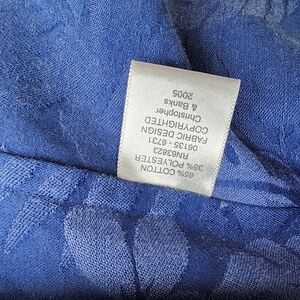 65% COTTON
35% POLYESTER
RN63823
06135 - 6731
FABRIC DESIGN
COPYRIGHTED
Christopher
& Banks
2005